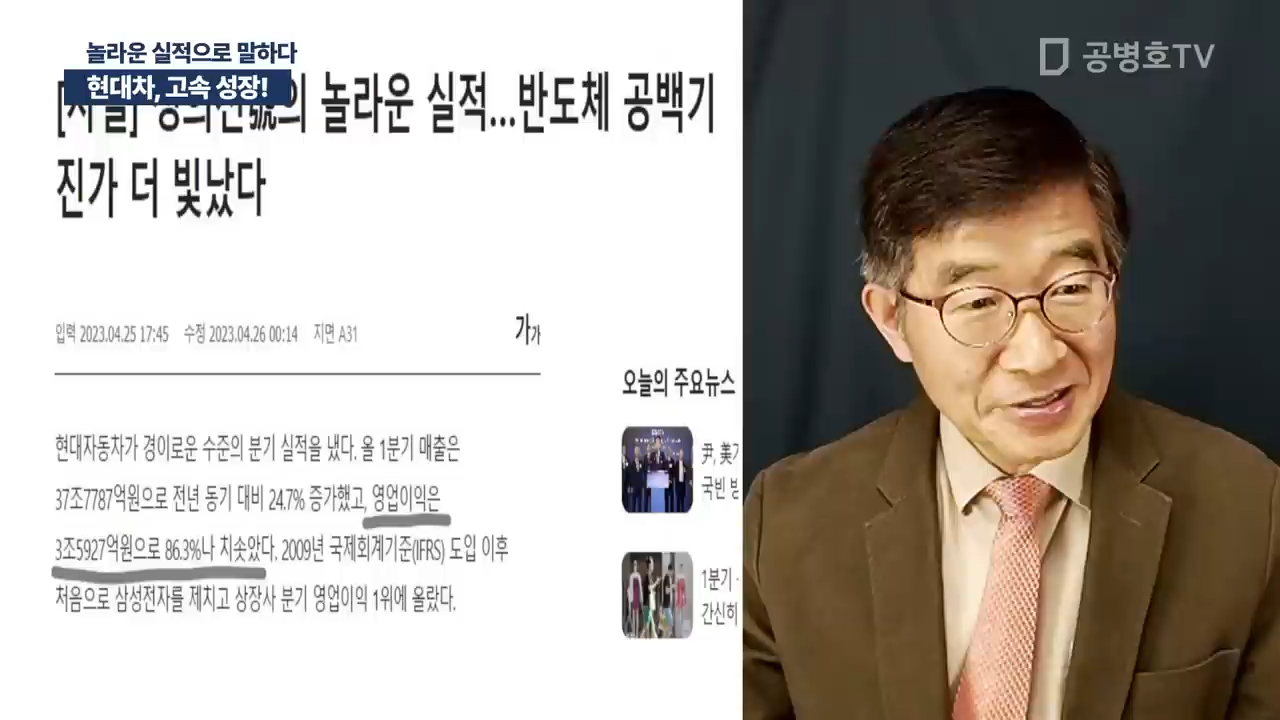 놀라운 실적으로 말하다
현대차, 고속 성장!
공병호TV
놀라운 실적...반도체 공백기
진가 더 빛났다
입력 2023.04.25 17:45 수정 2023.04.26 00:14 지면 A31
가가
오늘의 주요뉴스
현대자동차가 경이로운 수준의 분기 실적을 냈다. 올 1분기 매출은
37조7787억원으로 전년 동기 대비 24.7% 증가했고, 영업이익은
3조5927억원으로 86.3%나 치솟았다. 2009년 국제회계기준(IFRS) 도입 이후
처음으로 삼성전자를 제치고 상장사 분기 영업이익 1위에 올랐다.
尹, 美
국빈 방
1분기
간신히